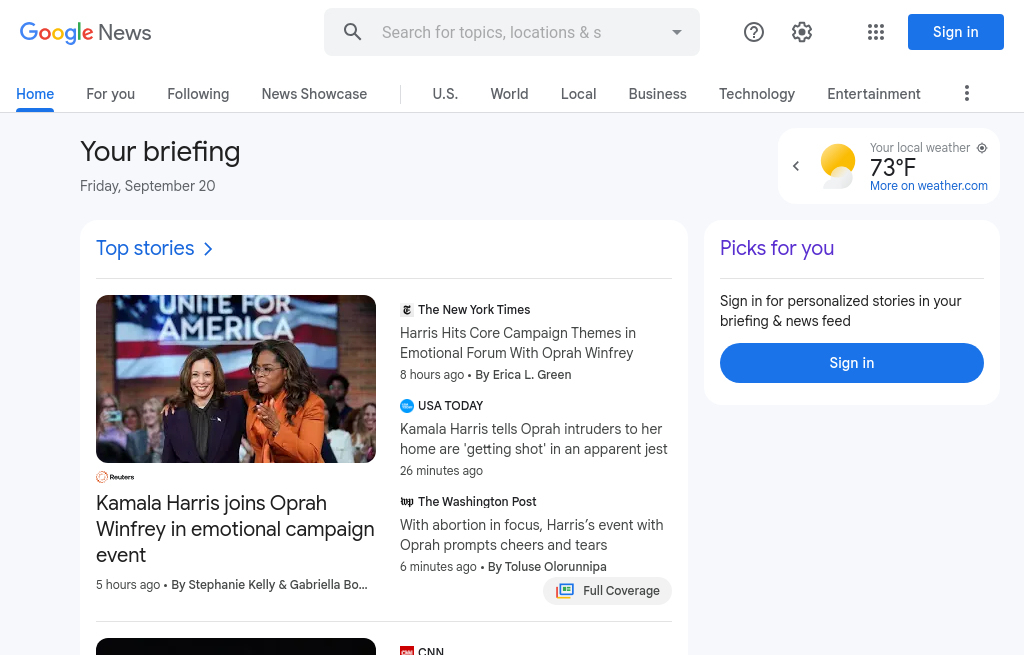 Google News
Search for topics, locations & s
Sign in
Home
For you
Following
News Showcase
U.S.
World
Local
Business
Technology
Entertainment
Your briefing
Friday, September 20
Your local weather
73°F
More on weather.com
Top stories
UNITE FOR
AMERICA
Reuters
Kamala Harris joins Oprah
Winfrey in emotional campaign
event
5 hours ago • By Stephanie Kelly & Gabriella Bo...
The New York Times
Harris Hits Core Campaign Themes in
Emotional Forum With Oprah Winfrey
8 hours ago • By Erica L. Green
USA TODAY
Kamala Harris tells Oprah intruders to her
home are 'getting shot' in an apparent jest
26 minutes ago
wp The Washington Post
With abortion in focus, Harris’s event with
Oprah prompts cheers and tears
6 minutes ago • By Toluse Olorunnipa
Full Coverage
CNN CNN
Picks for you
Sign in for personalized stories in your
briefing & news feed
Sign in